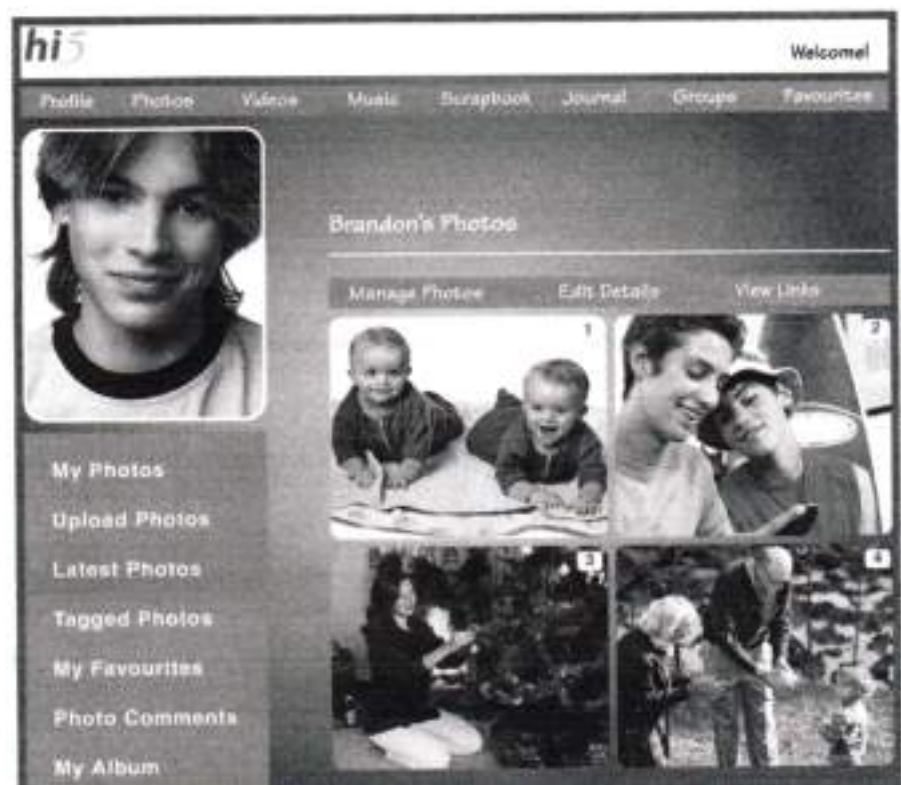 hi5
Welcome!
Profile Photos Videos Music Scrapbook Journal Groups Favourites
Brandon's Photos
Manage Photos Edit Details View Links
1
2
3
4
My Photos
Upload Photos
Latest Photos
Tagged Photos
My Favourites
Photo Comments
My Album